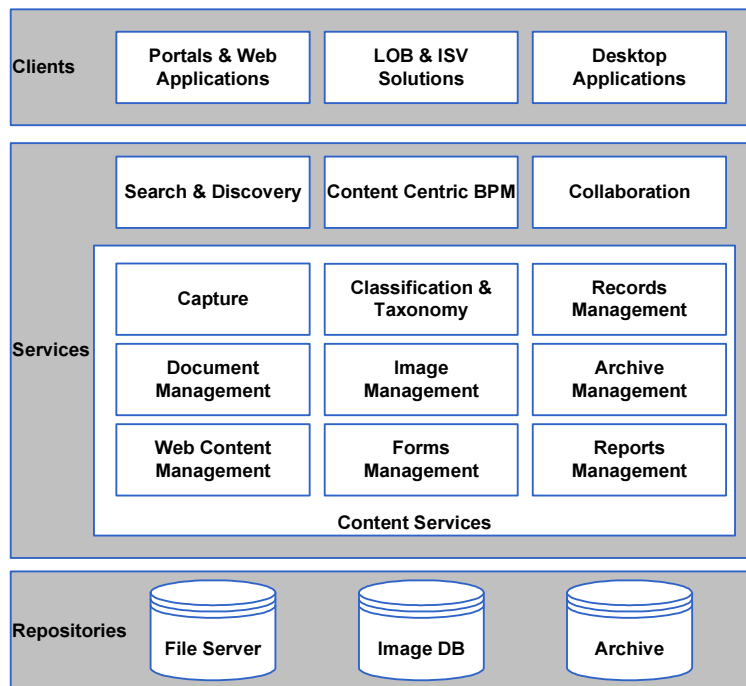 Clients
Portals & Web
Applications
LOB & ISV
Solutions
Desktop
Applications
Services
Search & Discovery
Content Centric BPM
Collaboration
Capture
Classification &
Taxonomy
Records
Management
Document
Management
Image
Management
Archive
Management
Web Content
Management
Forms
Management
Reports
Management
Content Services
Repositories
File Server
Image DB
Archive